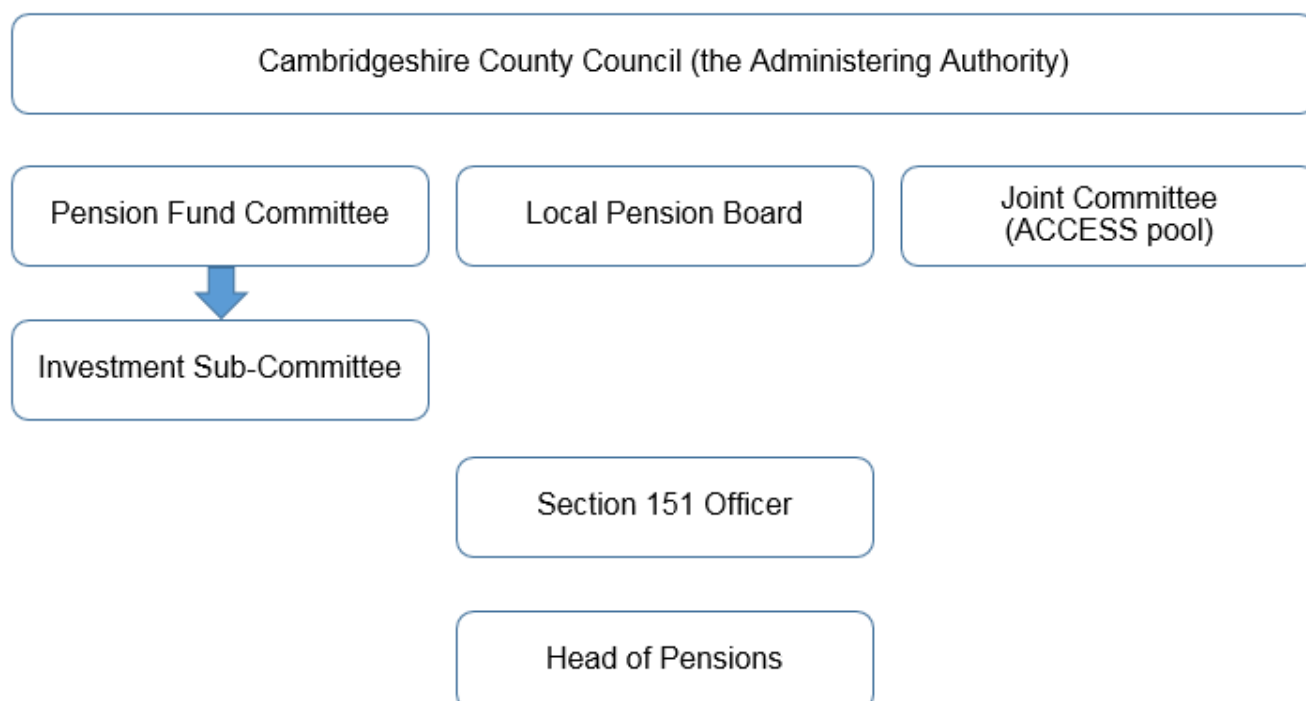 Cambridgeshire County Council (the Administering Authority)
Pension Fund Committee
Local Pension Board
Joint Committee
(ACCESS pool)
Investment Sub-Committee
Section 151 Officer
Head of Pensions